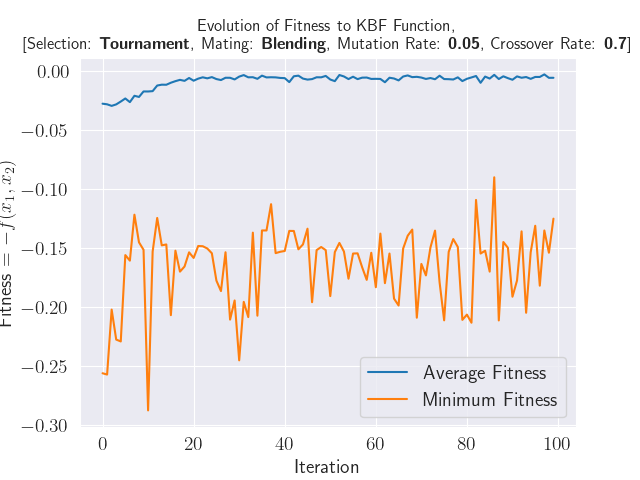 Evolution of Fitness to KBF Function,
[Selection: Tournament, Mating: Blending, Mutation Rate: 0.05, Crossover Rate: 0.7]
Fitness = −f(x₁, x₂)
0.00
−0.05
−0.10
−0.15
−0.20
−0.25
−0.30
Average Fitness
Minimum Fitness
0 20 40 60 80 100
Iteration